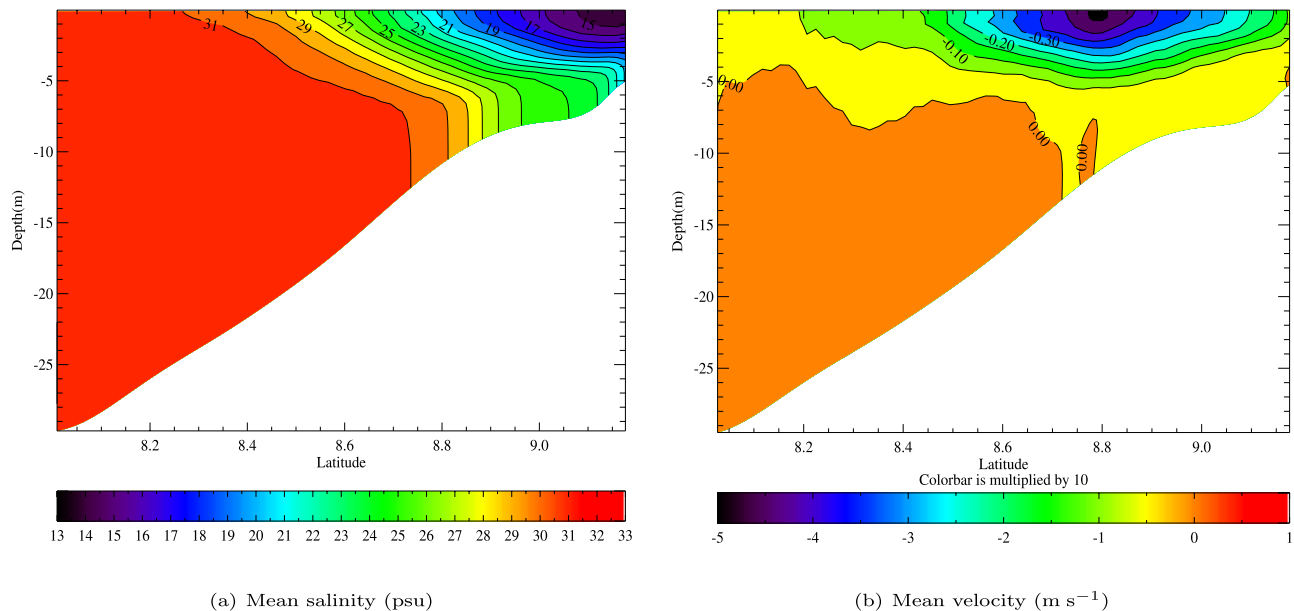 31 29 27 25 23 21 19 17 15
-5
-10
-15
-20
-25
Depth(m)
8.2 8.4 8.6 8.8 9.0
Latitude
13 14 15 16 17 18 19 20 21 22 23 24 25 26 27 28 29 30 31 32 33
(a) Mean salinity (psu)
-0.30
-0.20
-0.10
0.00
0.00
0.00
-5
-10
-15
-20
-25
Depth(m)
8.2 8.4 8.6 8.8 9.0
Latitude
Colorbar is multiplied by 10
-5 -4 -3 -2 -1 0 1
(b) Mean velocity (m s⁻¹)